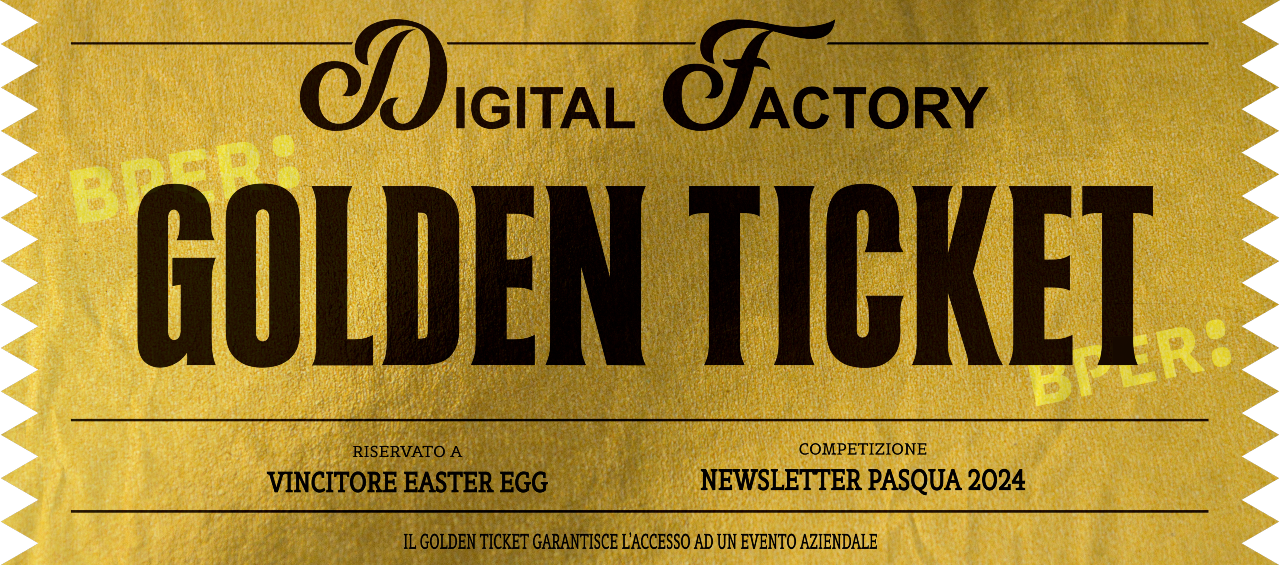 DIGITAL FACTORY
BPER:
GOLDEN TICKET
BPER:
RISERVATO A
VINCITORE EASTER EGG
COMPETIZIONE
NEWSLETTER PASQUA 2024
IL GOLDEN TICKET GARANTISCE L'ACCESSO AD UN EVENTO AZIENDALE